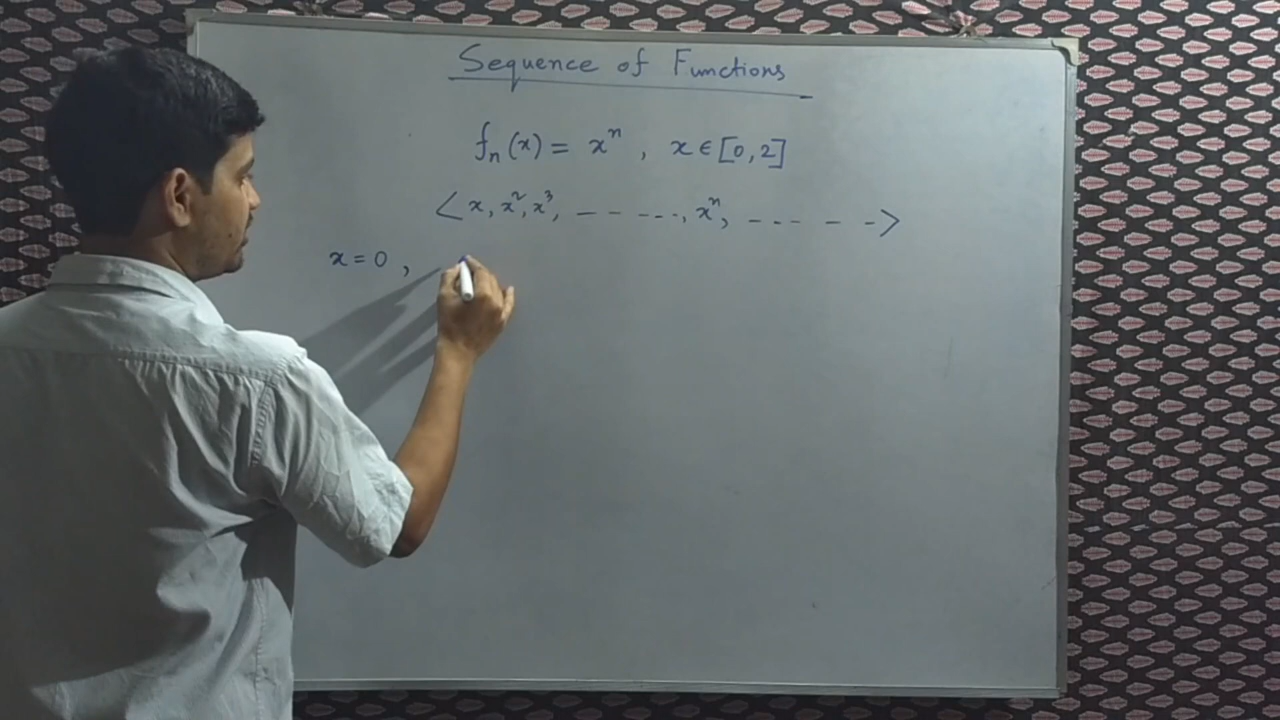 Sequence of Functions
fₙ(x) = xⁿ , x ∈ [0, 2]
< x, x², x³, - - - - - -, xⁿ, - - - - - - >
x = 0 ,